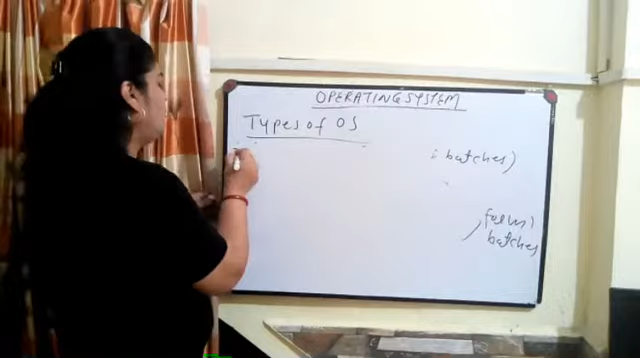 OPERATING SYSTEM
Types of OS
batches)
batches